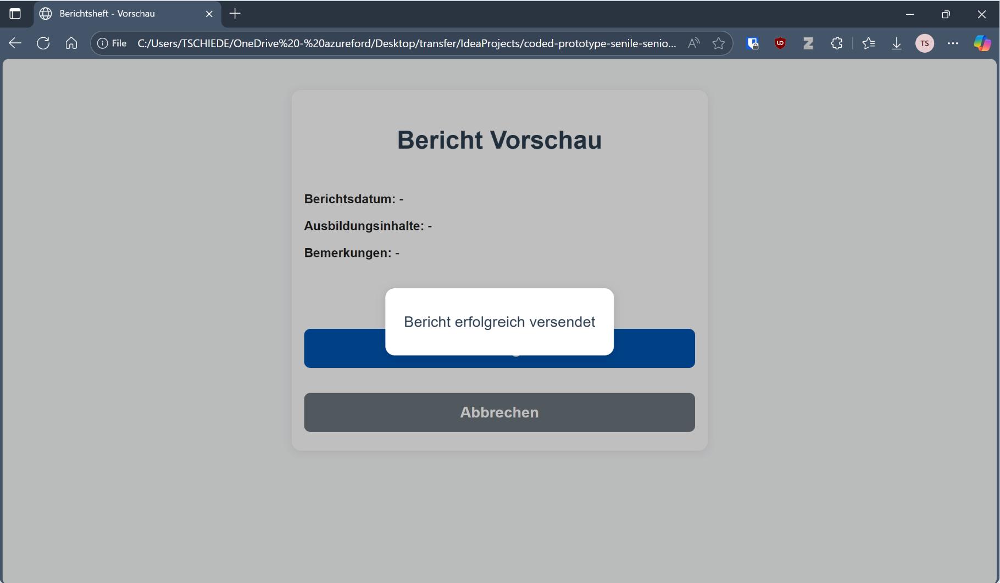 Berichtsheft - Vorschau
File C:/Users/TSCHIEDE/OneDrive%20-%20azureford/Desktop/transfer/IdeaProjects/coded-prototype-senile-senio...
TS
Bericht Vorschau
Berichtsdatum: -
Ausbildungsinhalte: -
Bemerkungen: -
Bericht erfolgreich versendet
Abbrechen